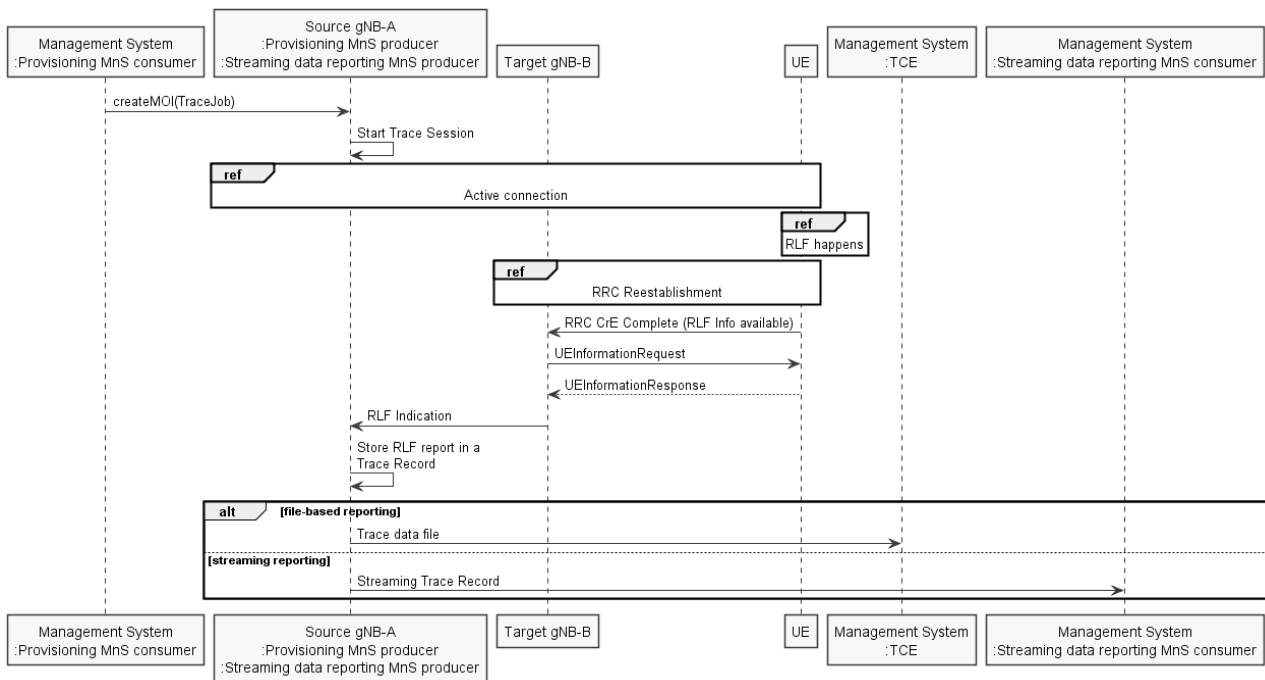 Management System
:Provisioning MnS consumer
Source gNB-A
:Provisioning MnS producer
:Streaming data reporting MnS producer
Target gNB-B
UE
Management System
:TCE
Management System
:Streaming data reporting MnS consumer
createMOI(TraceJob)
Start Trace Session
ref
Active connection
ref
RLF happens
ref
RRC Reestablishment
RRC CrE Complete (RLF Info available)
UEInformationRequest
UEInformationResponse
RLF Indication
Store RLF report in a
Trace Record
alt [file-based reporting]
Trace data file
[streaming reporting]
Streaming Trace Record
Management System
:Provisioning MnS consumer
Source gNB-A
:Provisioning MnS producer
:Streaming data reporting MnS producer
Target gNB-B
UE
Management System
:TCE
Management System
:Streaming data reporting MnS consumer